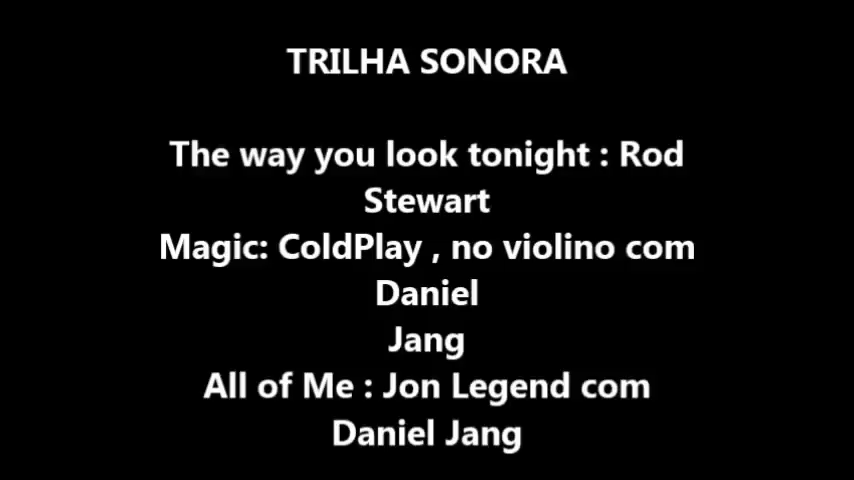 TRILHA SONORA
The way you look tonight : Rod
Stewart
Magic: ColdPlay , no violino com
Daniel
Jang
All of Me : Jon Legend com
Daniel Jang